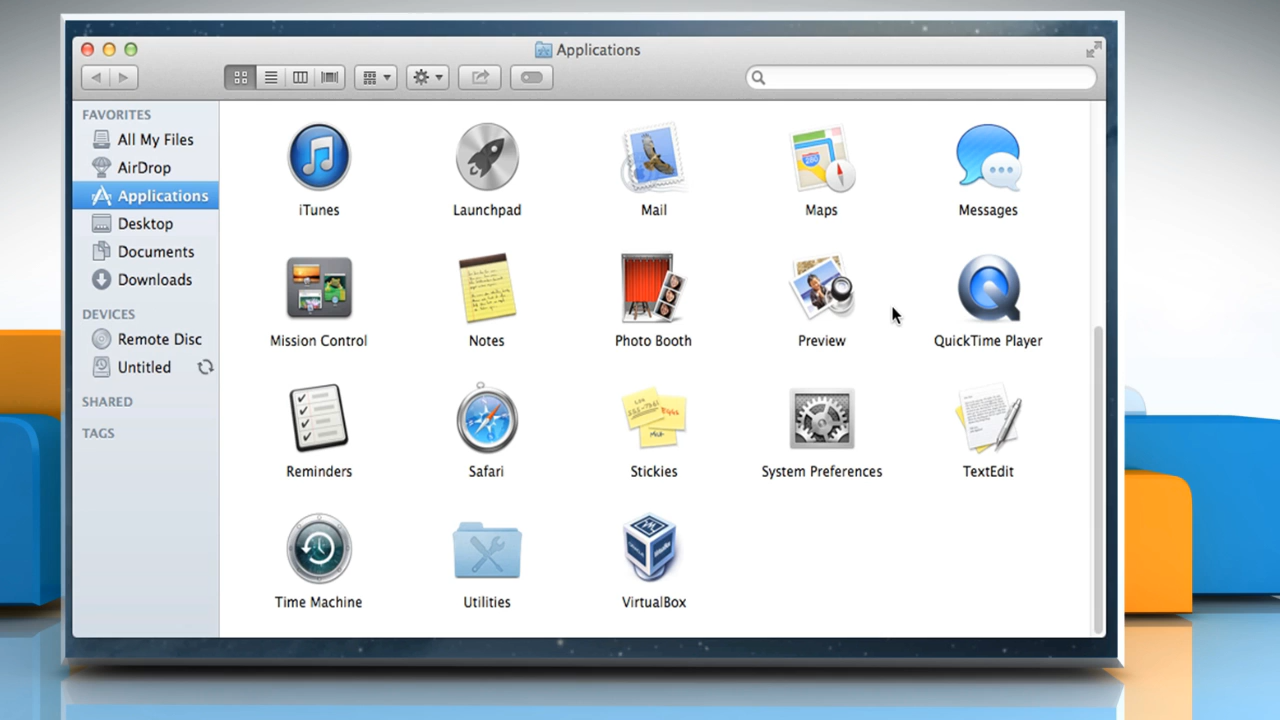 Applications
FAVORITES
All My Files
AirDrop
Applications
Desktop
Documents
Downloads
DEVICES
Remote Disc
Untitled
SHARED
TAGS
iTunes
Launchpad
Mail
Maps
Messages
Mission Control
Notes
Photo Booth
Preview
QuickTime Player
Reminders
Safari
Stickies
System Preferences
TextEdit
Time Machine
Utilities
VirtualBox